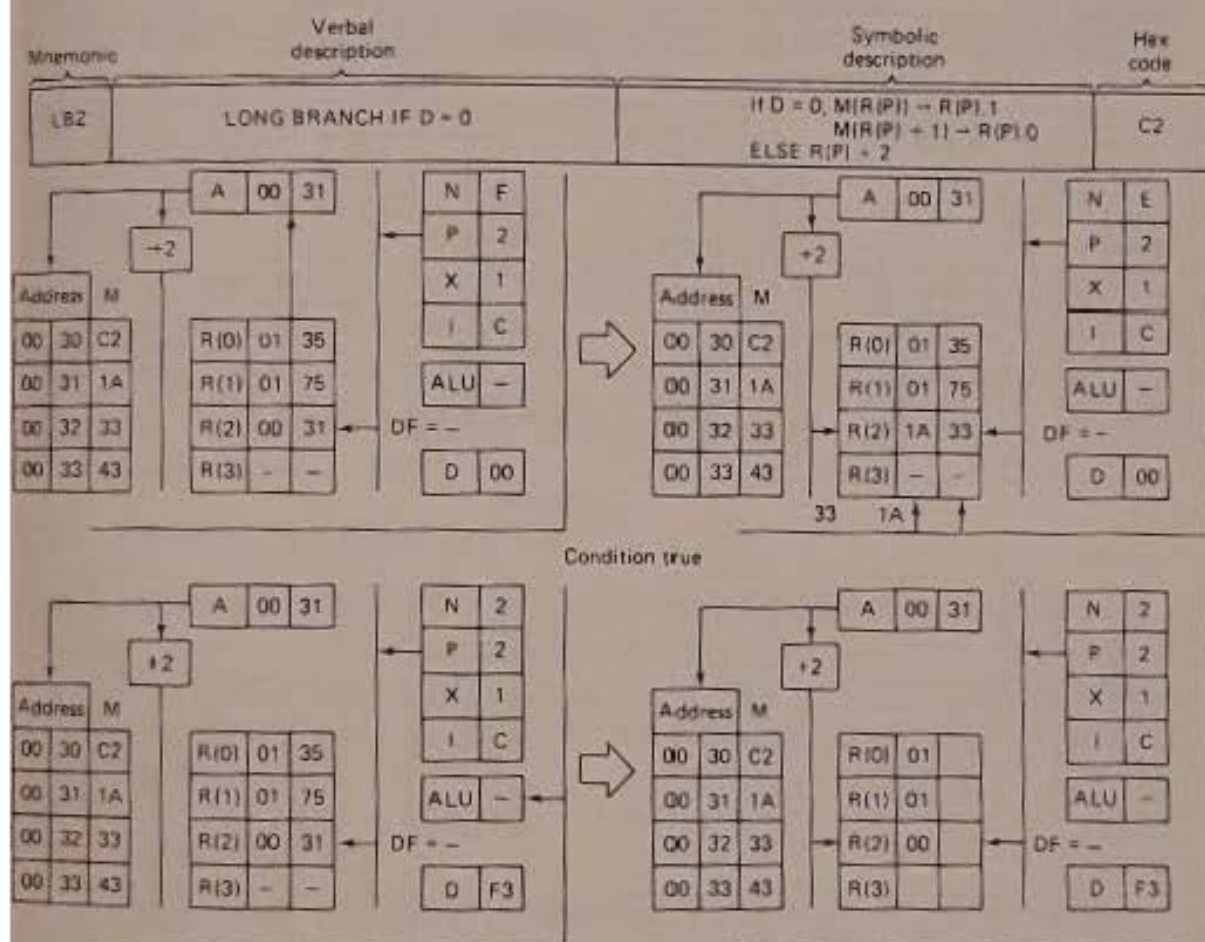 Mnemonic
Verbal description
Symbolic description
Hex code
LBZ
LONG BRANCH IF D = 0
If D = 0, M(R(P)) → R(P).1
M(R(P) + 1) → R(P).0
ELSE R(P) + 2
C2
A 00 31
+2
Address M
00 30 C2
00 31 1A
00 32 33
00 33 43
R(0) 01 35
R(1) 01 75
R(2) 00 31
R(3) - -
N F
P 2
X 1
I C
ALU -
DF = -
D 00
A 00 31
+2
Address M
00 30 C2
00 31 1A
00 32 33
00 33 43
R(0) 01 35
R(1) 01 75
R(2) 1A 33
R(3) - -
33 1A
N E
P 2
X 1
I C
ALU -
DF = -
D 00
Condition true
A 00 31
+2
Address M
00 30 C2
00 31 1A
00 32 33
00 33 43
R(0) 01 35
R(1) 01 75
R(2) 00 31
R(3) - -
N 2
P 2
X 1
I C
ALU -
DF = -
D F3
A 00 31
+2
Address M
00 30 C2
00 31 1A
00 32 33
00 33 43
R(0) 01
R(1) 01
R(2) 00
R(3)
N 2
P 2
X 1
I C
ALU -
DF = -
D F3